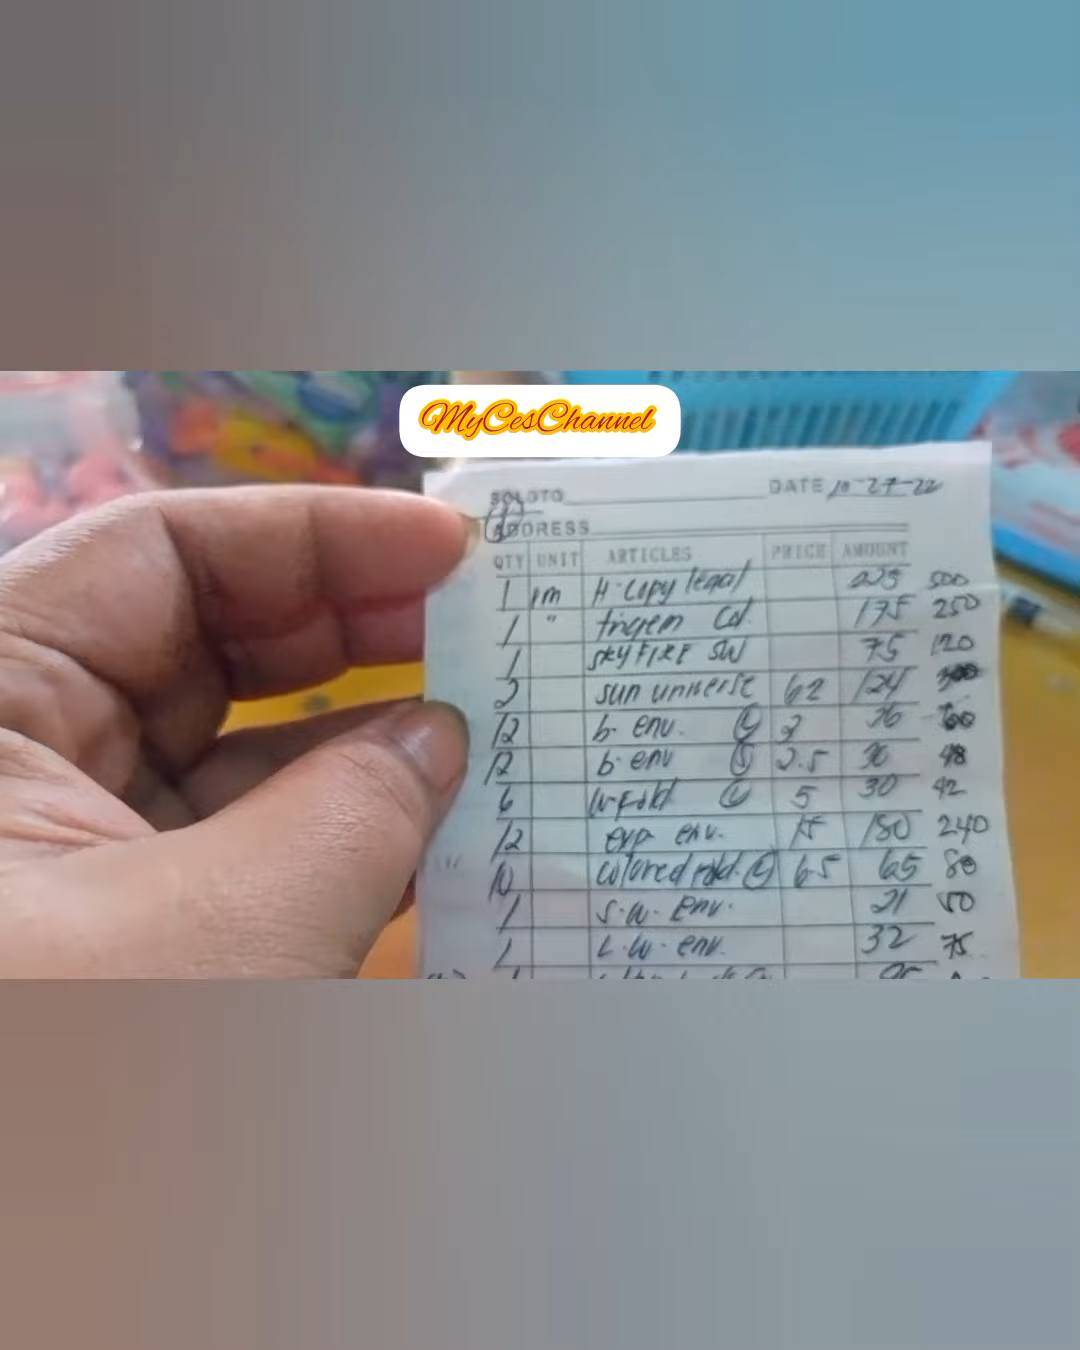 MyCesChannel
SOLD TO DATE 10-27-22
ADDRESS
QTY UNIT ARTICLES PRICE AMOUNT
1 rm H-copy legal 500
1 " Col. 175 250
1 SKY FIXE SW 75 120
2 sun universe 62 124
12 b. env. (L) 3 36 60
12 b. env (S) 2.5 30 48
6 (L) 5 30 42
12 exp env. 15 180 240
10 colored (L) 6.5 65 80
1 S.W. env. 21 50
1 L.W. env. 32 75